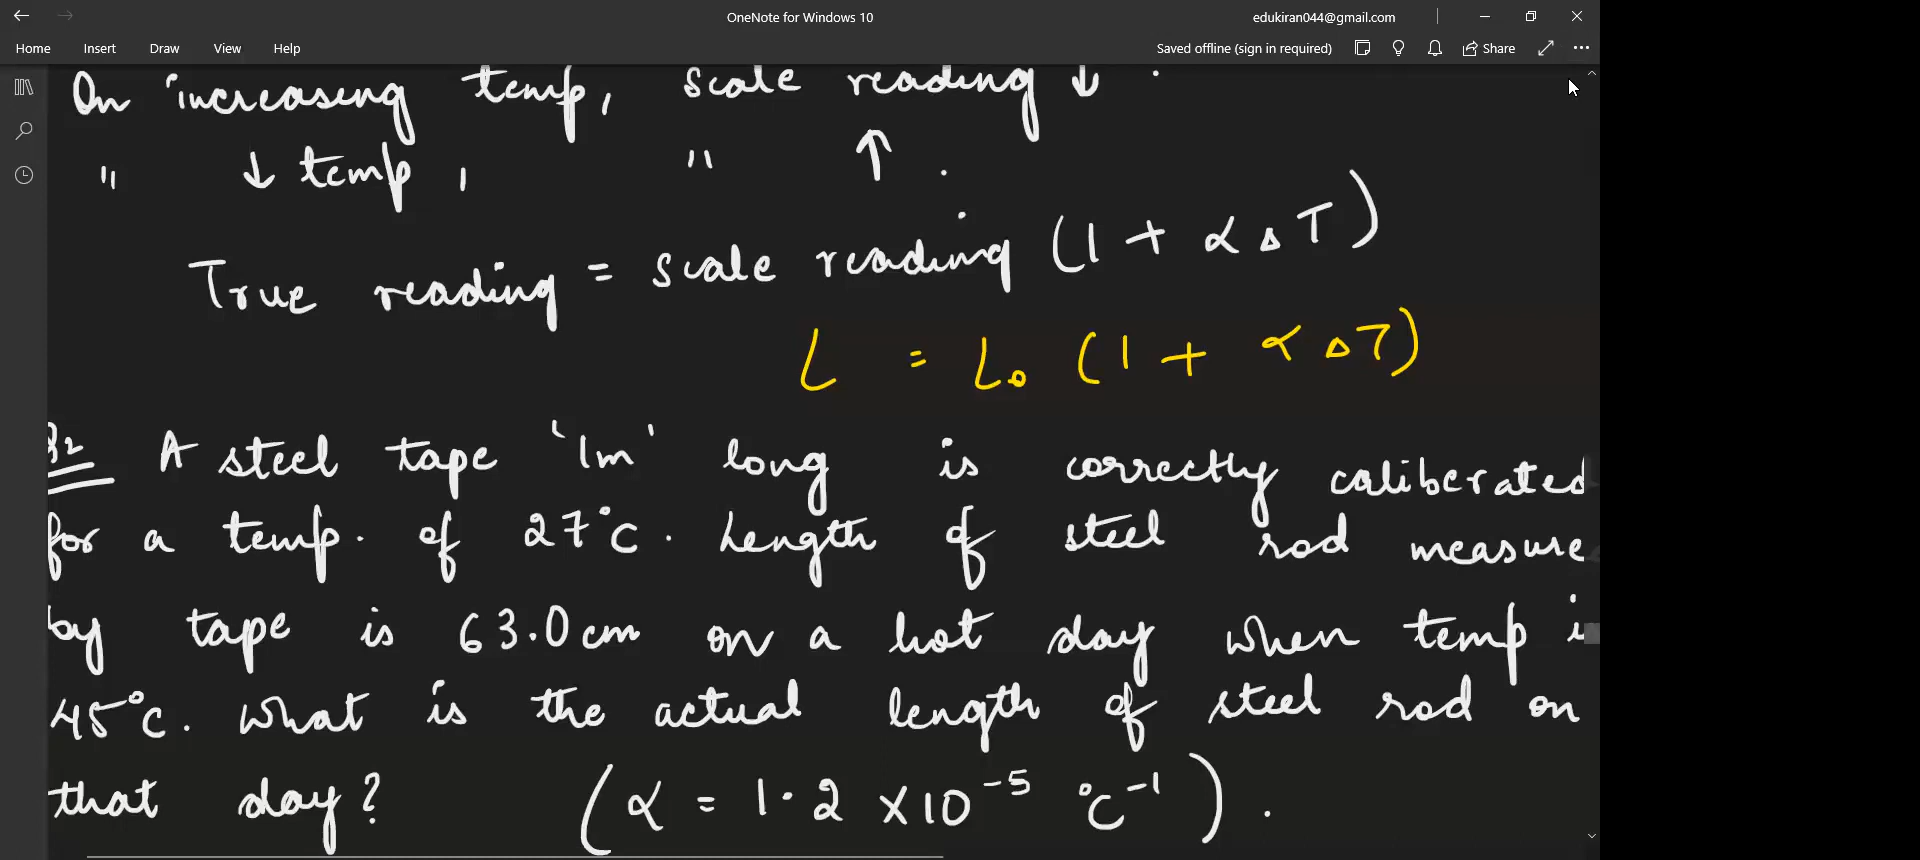 OneNote for Windows 10
edukiran044@gmail.com
Home Insert Draw View Help
Saved offline (sign in required) Share
On increasing temp, scale reading ↓ .
" ↓ temp , " ↑ .
True reading = scale reading (1 + α Δ T)
L = L₀ (1 + α ΔT)
A steel tape '1m' long is correctly caliberated
for a temp. of 27°C. Length of steel rod measure
by tape is 63.0 cm on a hot day when temp is
45°C. What is the actual length of steel rod on
that day? (α = 1.2 × 10⁻⁵ °C⁻¹) .